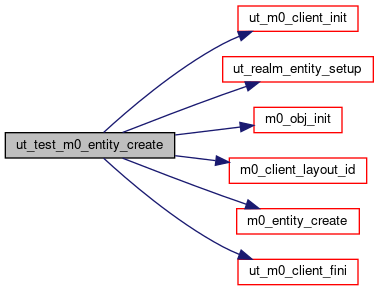 ut_test_m0_entity_create
ut_m0_client_init
ut_realm_entity_setup
m0_obj_init
m0_client_layout_id
m0_entity_create
ut_m0_client_fini